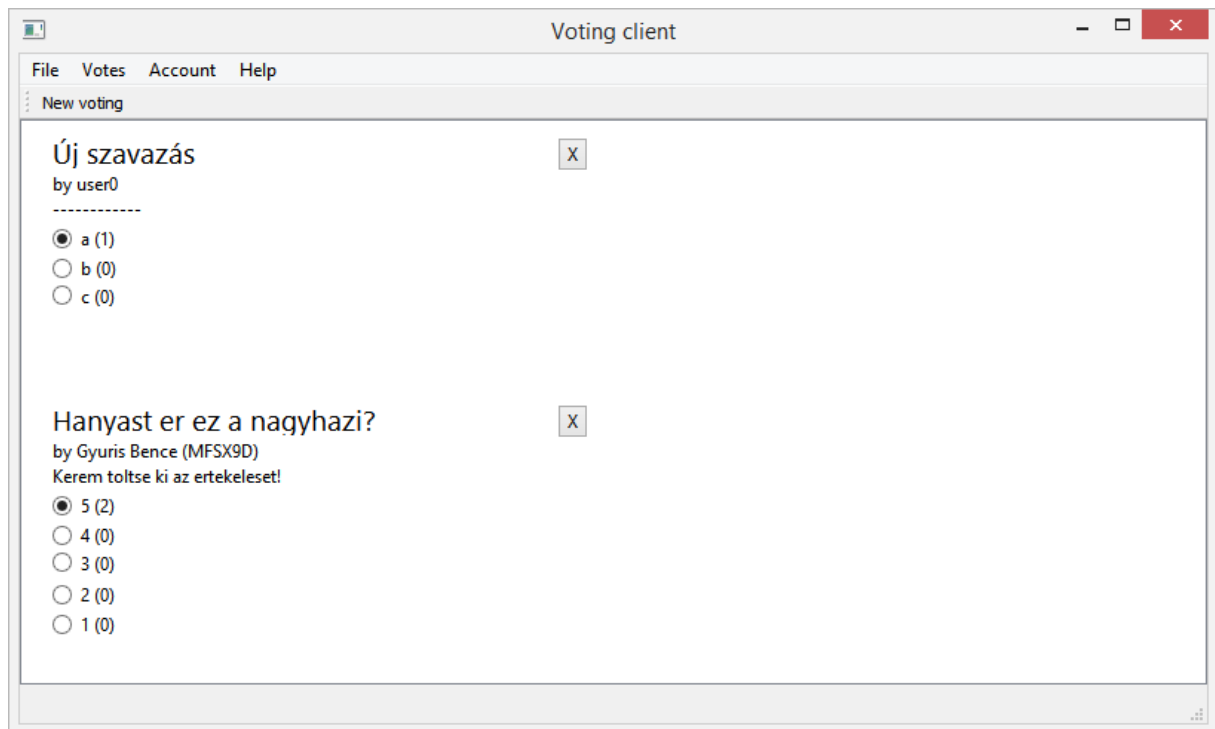 Voting client
File Votes Account Help
New voting
Új szavazás X
by user0
------------
a (1)
b (0)
c (0)
Hanyast er ez a nagyhazi? X
by Gyuris Bence (MFSX9D)
Kerem toltse ki az ertekeleset!
5 (2)
4 (0)
3 (0)
2 (0)
1 (0)